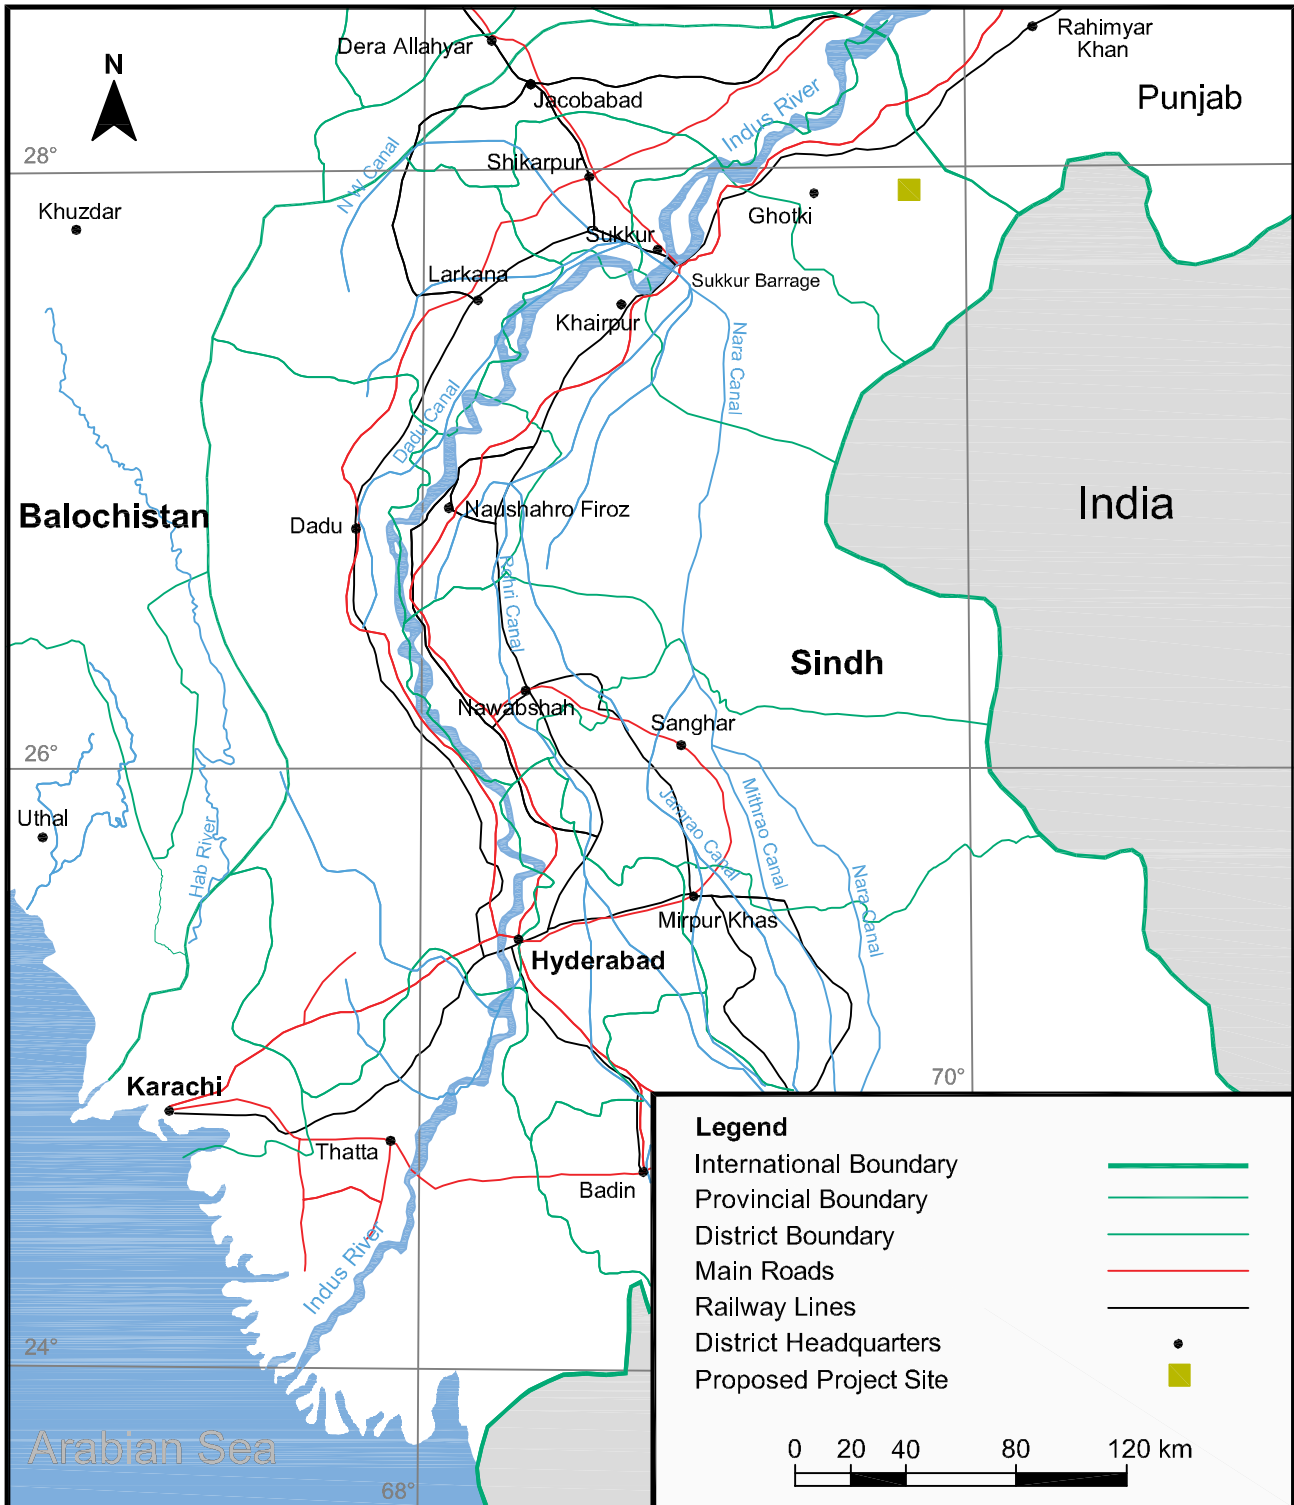 Dera Allahyar
Rahimyar
Khan
N
Jacobabad
Indus River
Punjab
28°
N W Canal
Shikarpur
Khuzdar
Ghotki
Sukkur
Larkana
Sukkur Barrage
Khairpur
Nara Canal
Dadu Canal
India
Balochistan
Naushahro Firoz
Dadu
Rohri Canal
Sindh
Nawabshah
Sanghar
26°
Uthal
Jamrao Canal
Mithrao Canal
Hab River
Nara Canal
Mirpur Khas
Hyderabad
70°
Karachi
Thatta
Badin
Indus River
24°
Arabian Sea
68°
Legend
International Boundary
Provincial Boundary
District Boundary
Main Roads
Railway Lines
District Headquarters
Proposed Project Site
0 20 40 80 120 km